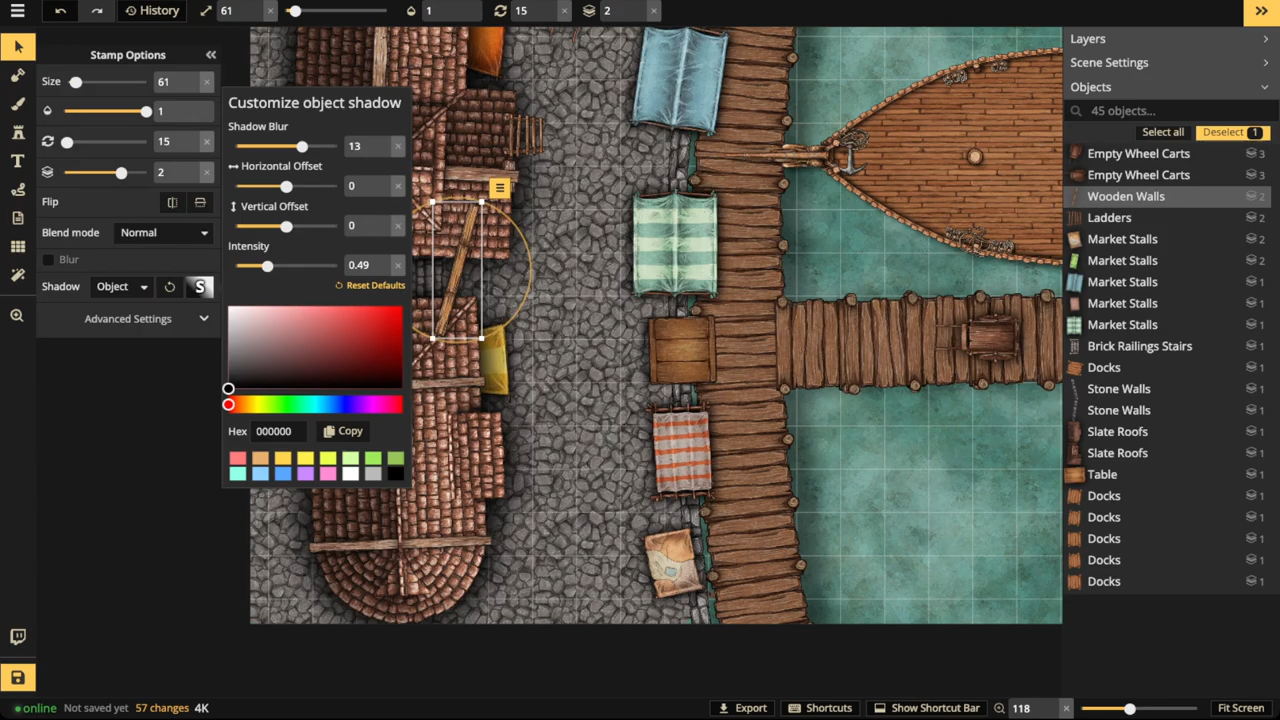 History 61 1 15 2
Stamp Options
Size 61
1
15
2
Flip
Blend mode Normal
Blur
Shadow Object S
Advanced Settings
Customize object shadow
Shadow Blur
13
Horizontal Offset
0
Vertical Offset
0
Intensity
0.49
Reset Defaults
Hex 000000 Copy
Layers
Scene Settings
Objects
45 objects...
Select all Deselect 1
Empty Wheel Carts 3
Empty Wheel Carts 3
Wooden Walls 2
Ladders 2
Market Stalls 2
Market Stalls 2
Market Stalls 1
Market Stalls 1
Market Stalls 1
Brick Railings Stairs 1
Docks 1
Stone Walls 1
Stone Walls 1
Slate Roofs 1
Slate Roofs 1
Table 1
Docks 1
Docks 1
Docks 1
Docks 1
Docks 1
online Not saved yet 57 changes 4K Export Shortcuts Show Shortcut Bar 118 Fit Screen